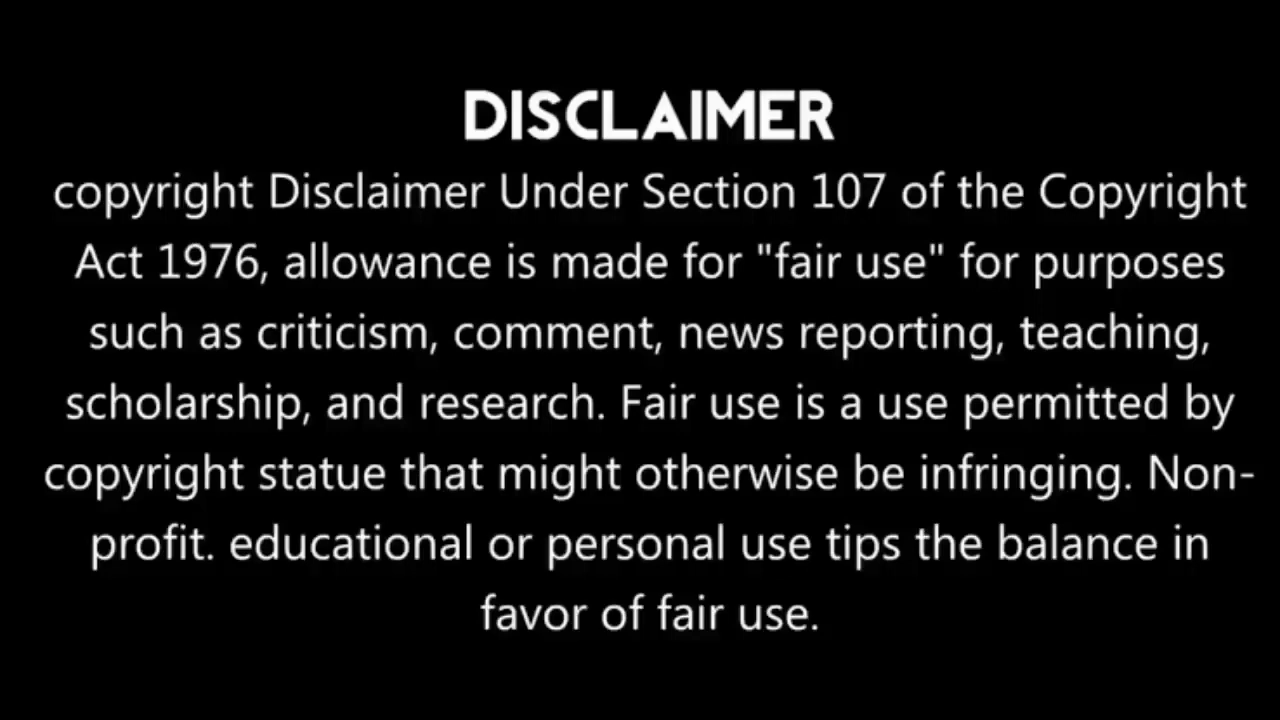 DISCLAIMER
copyright Disclaimer Under Section 107 of the Copyright
Act 1976, allowance is made for "fair use" for purposes
such as criticism, comment, news reporting, teaching,
scholarship, and research. Fair use is a use permitted by
copyright statue that might otherwise be infringing. Non-
profit. educational or personal use tips the balance in
favor of fair use.